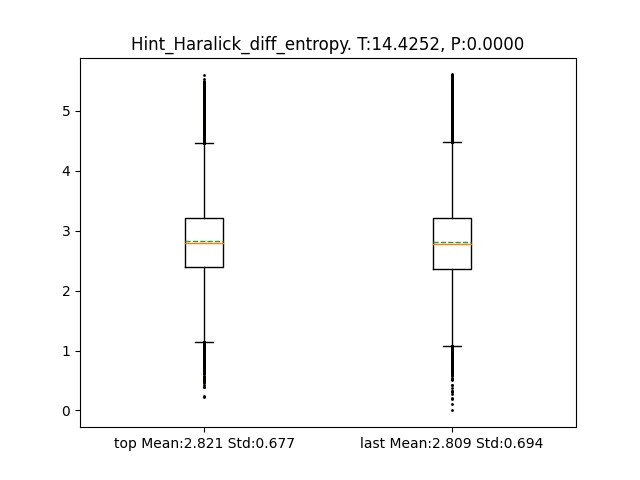 Hint_Haralick_diff_entropy. T:14.4252, P:0.0000
5
4
3
2
1
0
top Mean:2.821 Std:0.677
last Mean:2.809 Std:0.694